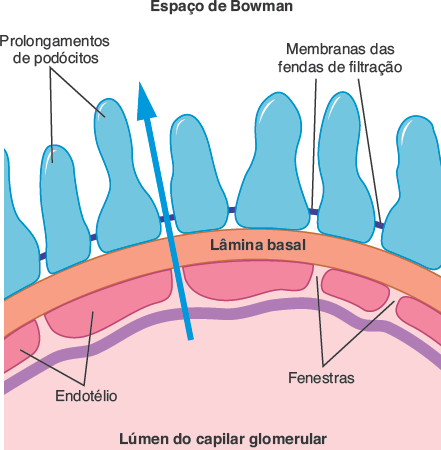 Espaço de Bowman
Prolongamentos
de podócitos
Membranas das
fendas de filtração
Lâmina basal
Endotélio
Fenestras
Lúmen do capilar glomerular